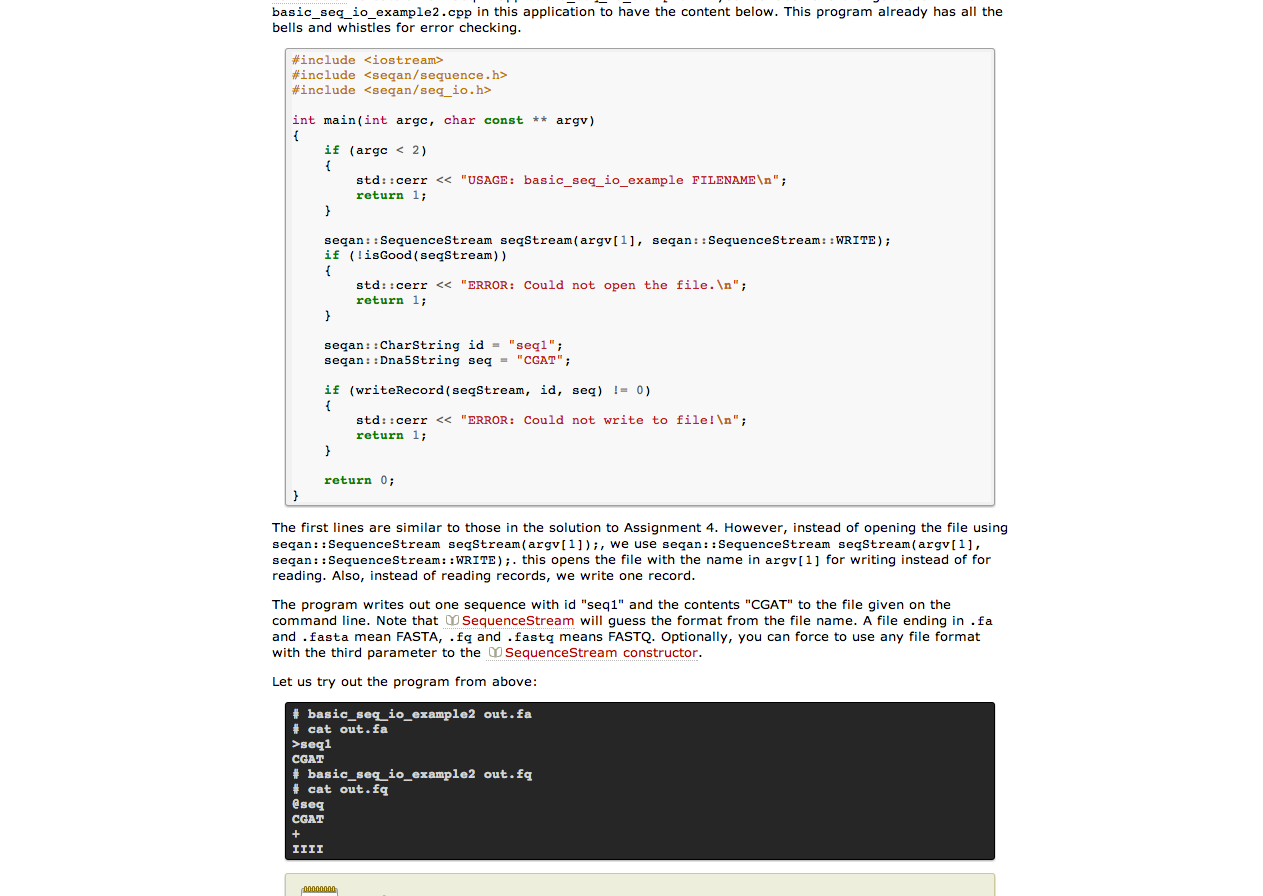 basic_seq_io_example2.cpp in this application to have the content below. This program already has all the
bells and whistles for error checking.
#include <iostream>
#include <seqan/sequence.h>
#include <seqan/seq_io.h>
int main(int argc, char const ** argv)
{
    if (argc < 2)
    {
        std::cerr << "USAGE: basic_seq_io_example FILENAME\n";
        return 1;
    }
    seqan::SequenceStream seqStream(argv[1], seqan::SequenceStream::WRITE);
    if (!isGood(seqStream))
    {
        std::cerr << "ERROR: Could not open the file.\n";
        return 1;
    }
    seqan::CharString id = "seq1";
    seqan::Dna5String seq = "CGAT";
    if (writeRecord(seqStream, id, seq) != 0)
    {
        std::cerr << "ERROR: Could not write to file!\n";
        return 1;
    }
    return 0;
}
The first lines are similar to those in the solution to Assignment 4. However, instead of opening the file using
seqan::SequenceStream seqStream(argv[1]);, we use seqan::SequenceStream seqStream(argv[1],
seqan::SequenceStream::WRITE);. this opens the file with the name in argv[1] for writing instead of for
reading. Also, instead of reading records, we write one record.
The program writes out one sequence with id "seq1" and the contents "CGAT" to the file given on the
command line. Note that SequenceStream will guess the format from the file name. A file ending in .fa
and .fasta mean FASTA, .fq and .fastq means FASTQ. Optionally, you can force to use any file format
with the third parameter to the SequenceStream constructor.
Let us try out the program from above:
# basic_seq_io_example2 out.fa
# cat out.fa
>seq1
CGAT
# basic_seq_io_example2 out.fq
# cat out.fq
@seq
CGAT
+
IIII